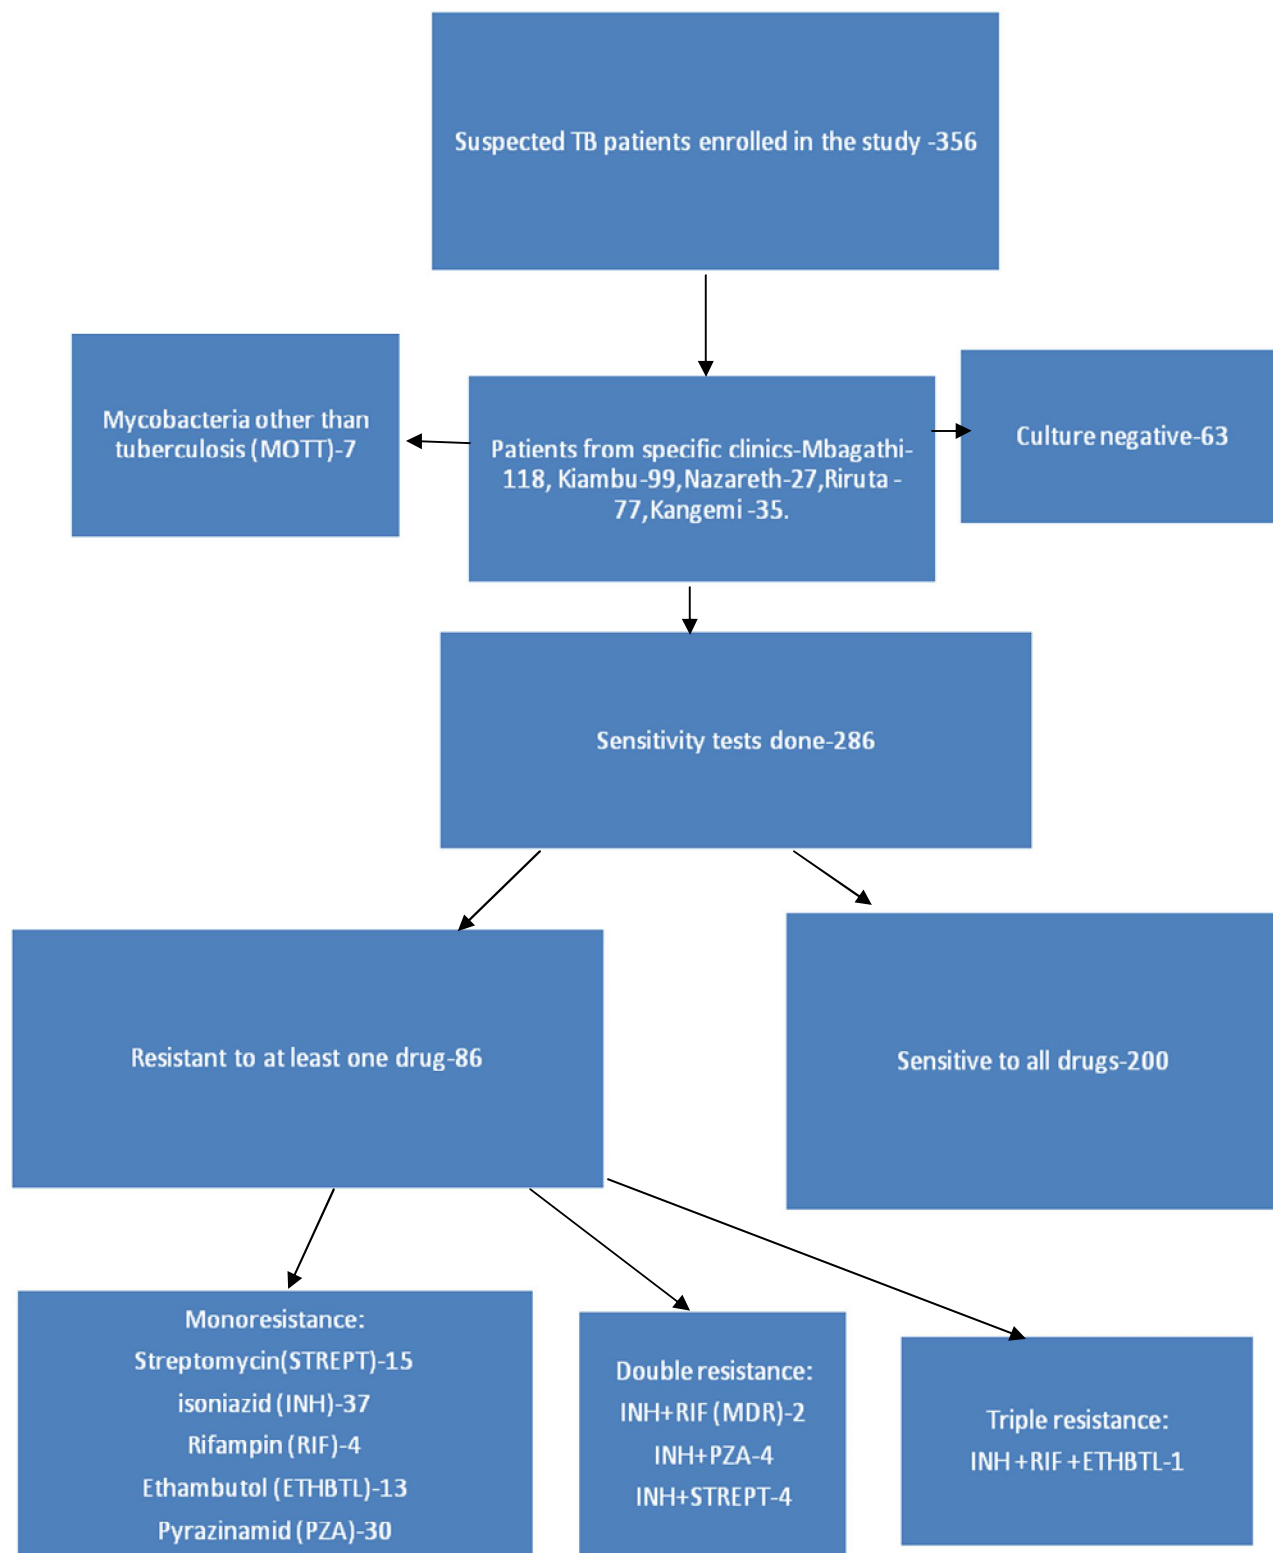 Suspected TB patients enrolled in the study -356
Mycobacteria other than
tuberculosis (MOTT)-7
Patients from specific clinics-Mbagathi-
118, Kiambu-99,Nazareth-27,Riruta -
77,Kangemi -35.
Culture negative-63
Sensitivity tests done-286
Resistant to at least one drug-86
Sensitive to all drugs-200
Monoresistance:
Streptomycin(STREPT)-15
isoniazid (INH)-37
Rifampin (RIF)-4
Ethambutol (ETHBTL)-13
Pyrazinamid (PZA)-30
Double resistance:
INH+RIF (MDR)-2
INH+PZA-4
INH+STREPT-4
Triple resistance:
INH +RIF +ETHBTL-1